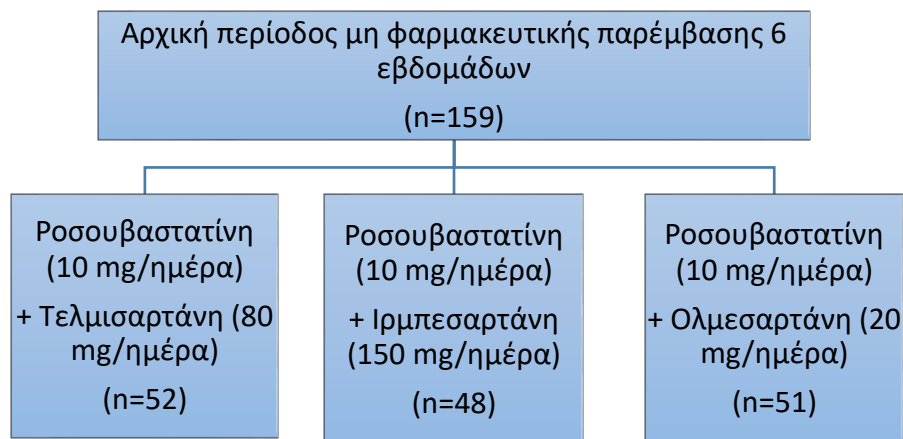 Αρχική περίοδος μη φαρμακευτικής παρέμβασης 6
εβδομάδων
(n=159)
Ροσουβαστατίνη
(10 mg/ημέρα)
+ Τελμισαρτάνη (80
mg/ημέρα)
(n=52)
Ροσουβαστατίνη
(10 mg/ημέρα)
+ Ιρμπεσαρτάνη
(150 mg/ημέρα)
(n=48)
Ροσουβαστατίνη
(10 mg/ημέρα)
+ Ολμεσαρτάνη (20
mg/ημέρα)
(n=51)